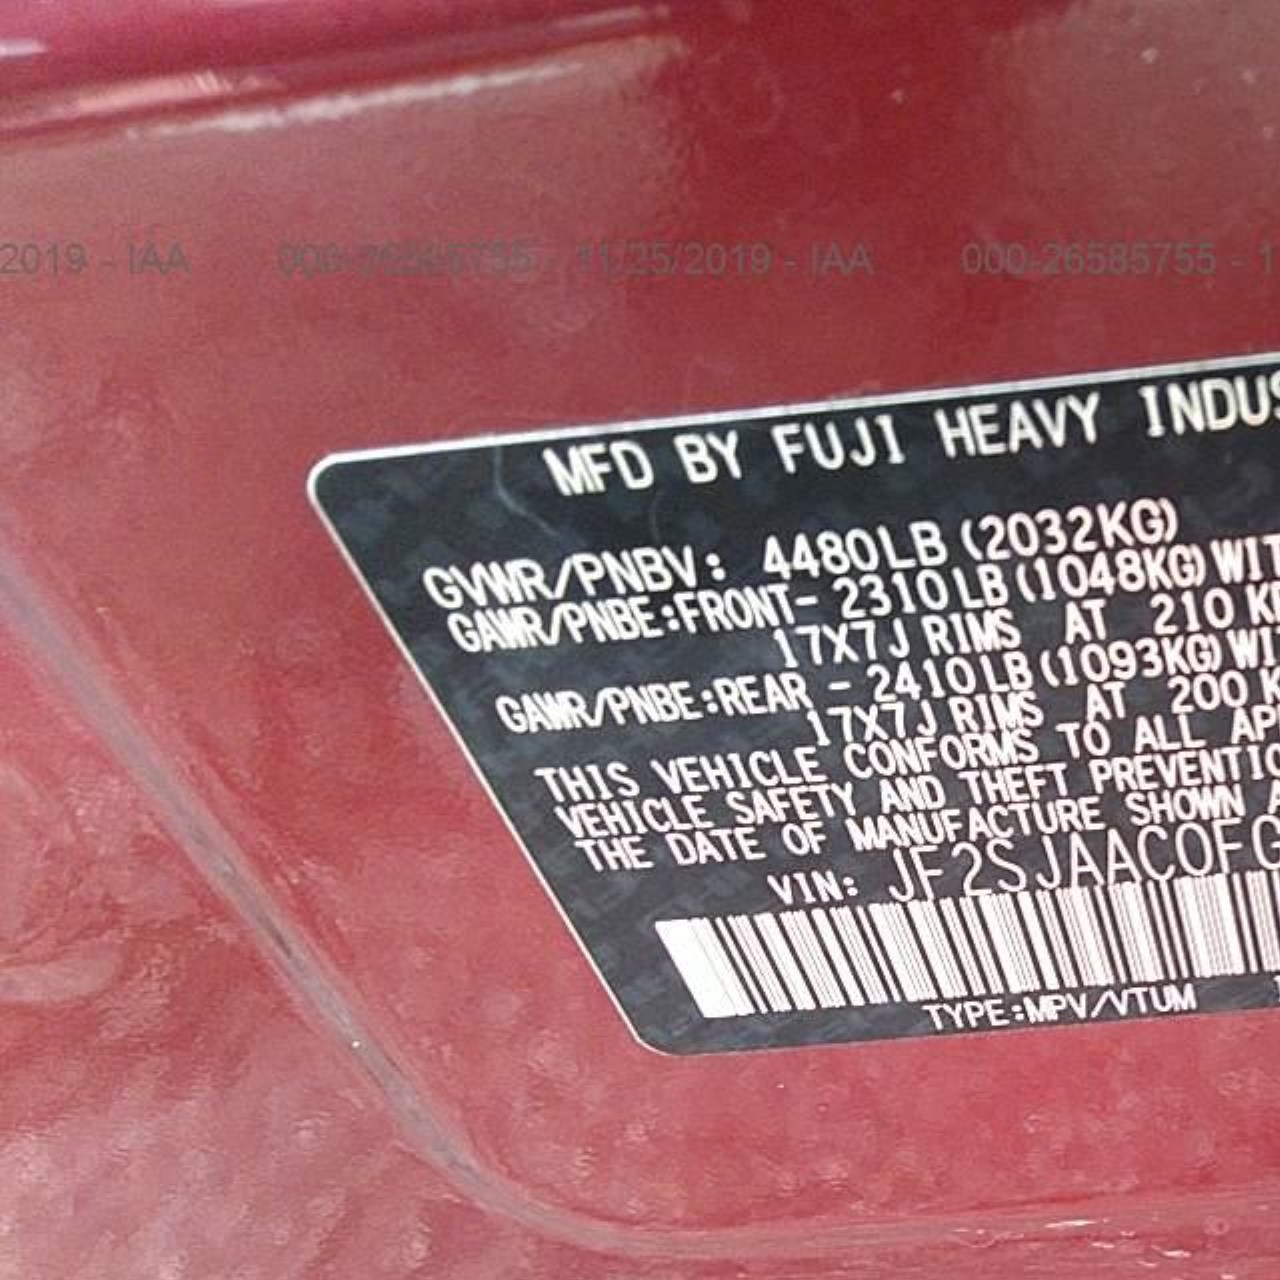 2019 - IAA 000-26585755 - 11/25/2019 - IAA 000-26585755 - 1
MFD BY FUJI HEAVY INDUS
GVWR/PNBV: 4480LB (2032KG)
GAWR/PNBE:FRONT- 2310LB (1048KG) WIT
17X7J RIMS AT 210 K
GAWR/PNBE:REAR - 2410LB (1093KG) WI
17X7J RIMS AT 200 K
THIS VEHICLE CONFORMS TO ALL AP
VEHICLE SAFETY AND THEFT PREVENTIO
THE DATE OF MANUFACTURE SHOWN A
VIN: JF2SJAAC0FG
TYPE:MPV/VTUM